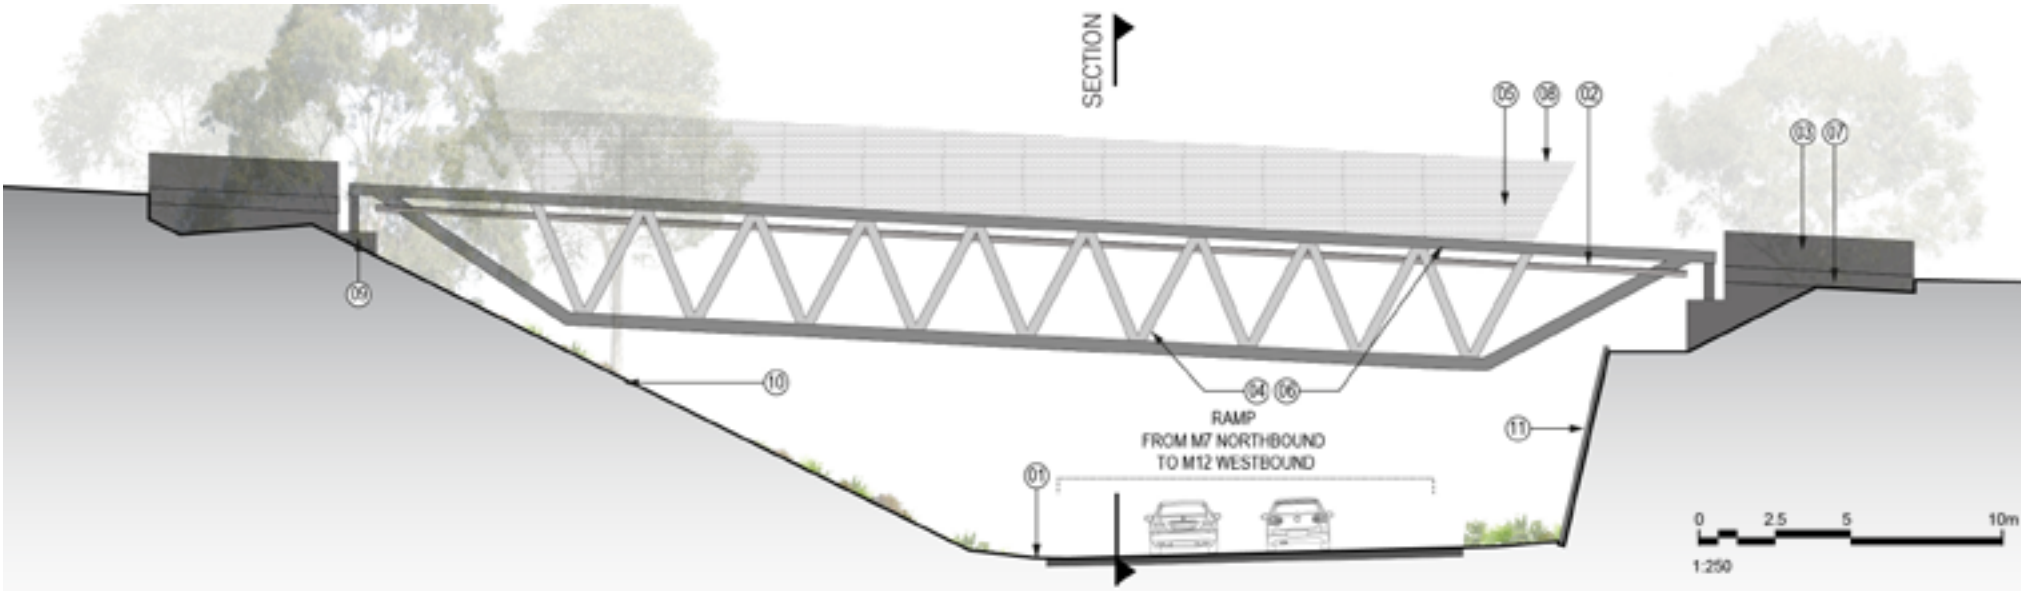 SECTION
05 08 02
03 07
09
10
04 06
RAMP
FROM M7 NORTHBOUND
TO M12 WESTBOUND
11
01
0 2.5 5 10m
1:250